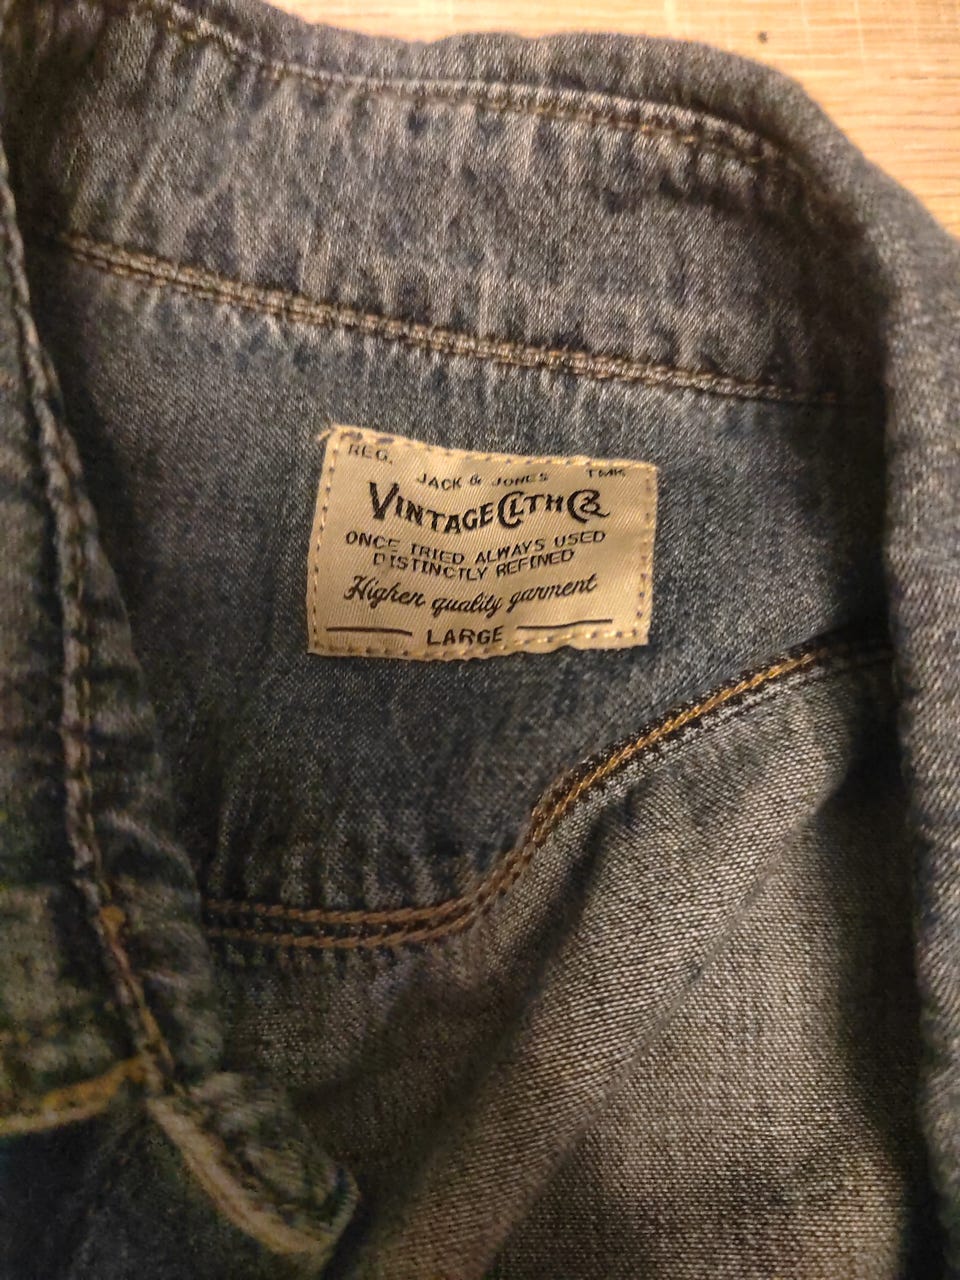 REG. TMK
JACK & JONES
VINTAGE CLTH Co
ONCE TRIED ALWAYS USED
DISTINCTLY REFINED
Higher quality garment
LARGE